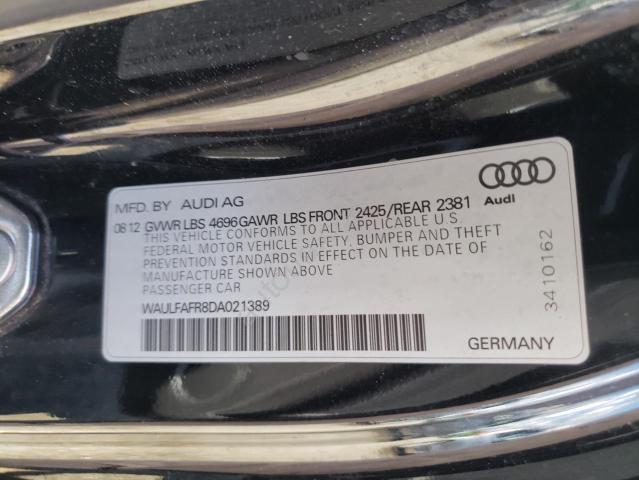 MFD. BY AUDI AG
08 12 GVWR LBS 4696 GAWR LBS FRONT 2425/REAR 2381
THIS VEHICLE CONFORMS TO ALL APPLICABLE U S
FEDERAL MOTOR VEHICLE SAFETY, BUMPER AND THEFT
PREVENTION STANDARDS IN EFFECT ON THE DATE OF
MANUFACTURE SHOWN ABOVE
PASSENGER CAR
WAULFAFR8DA021389
Audi
3410162
GERMANY